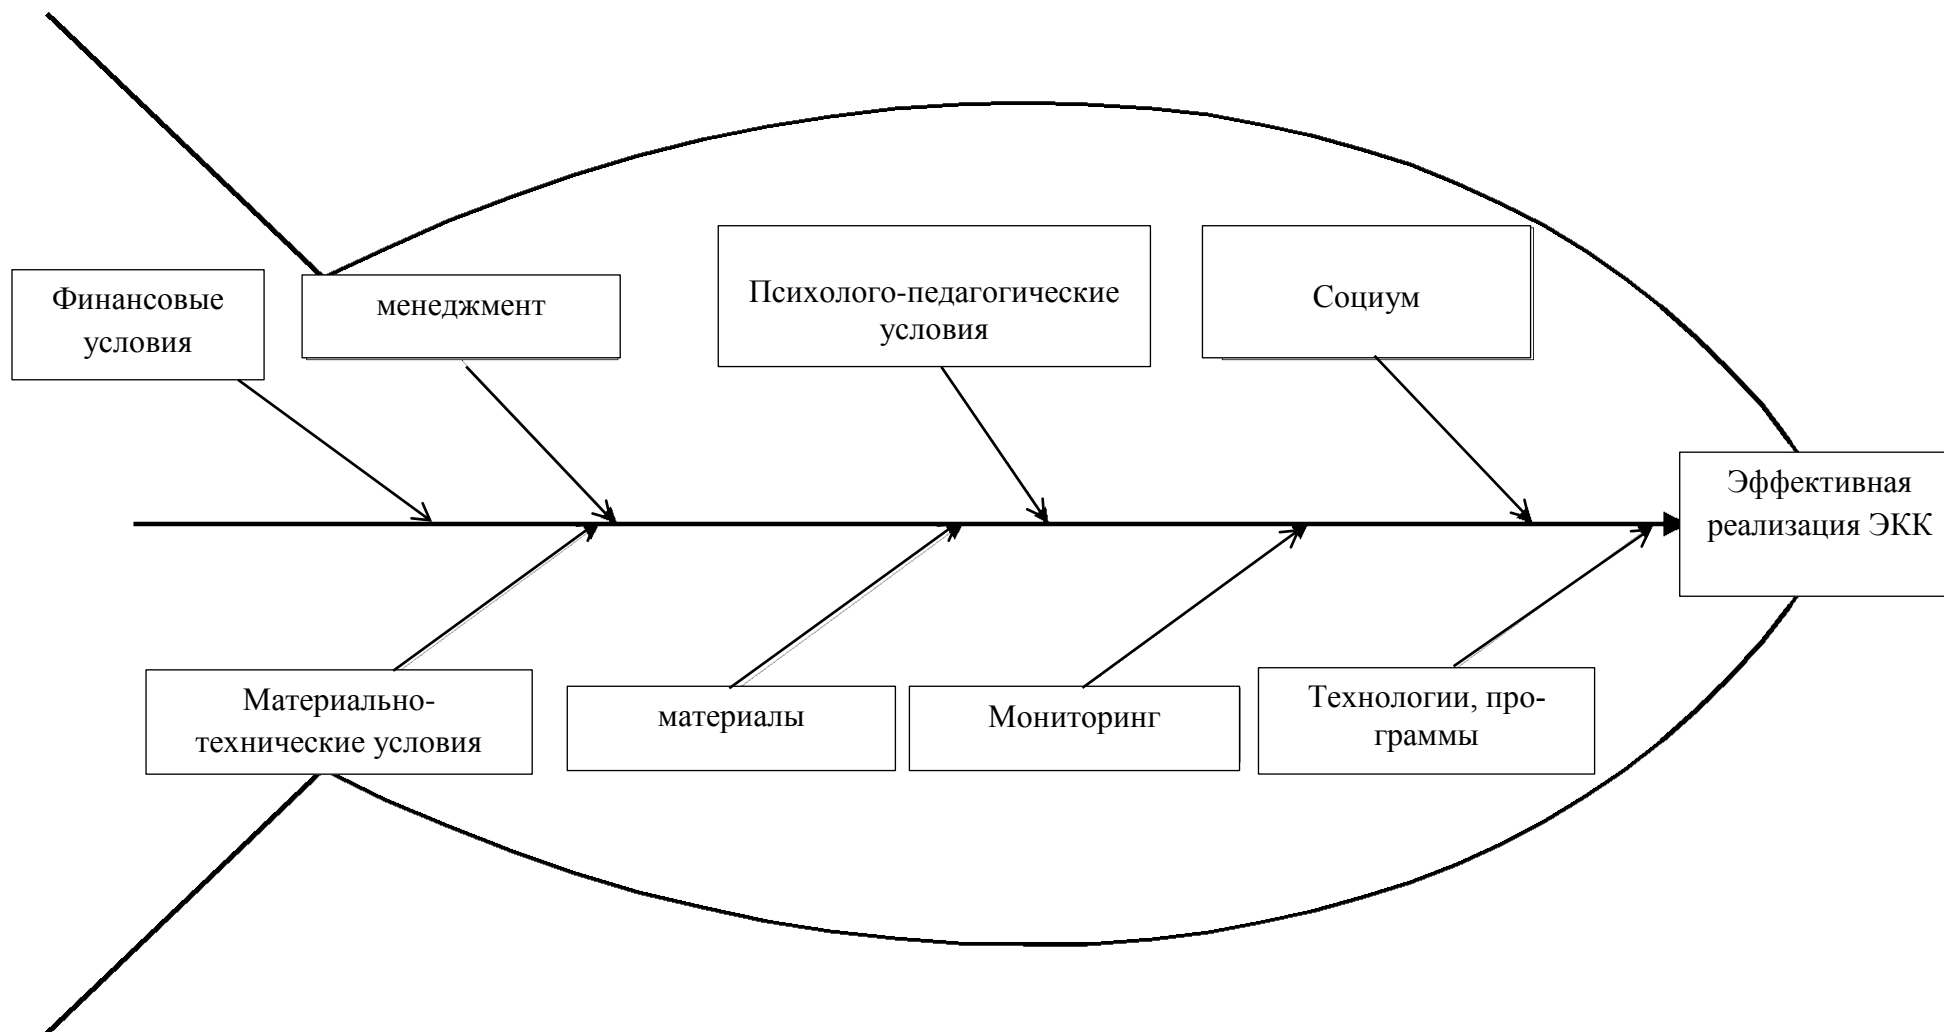 Финансовые
условия
менеджмент
Психолого-педагогические
условия
Социум
Эффективная
реализация ЭКК
Материально-
технические условия
материалы
Мониторинг
Технологии, про-
граммы